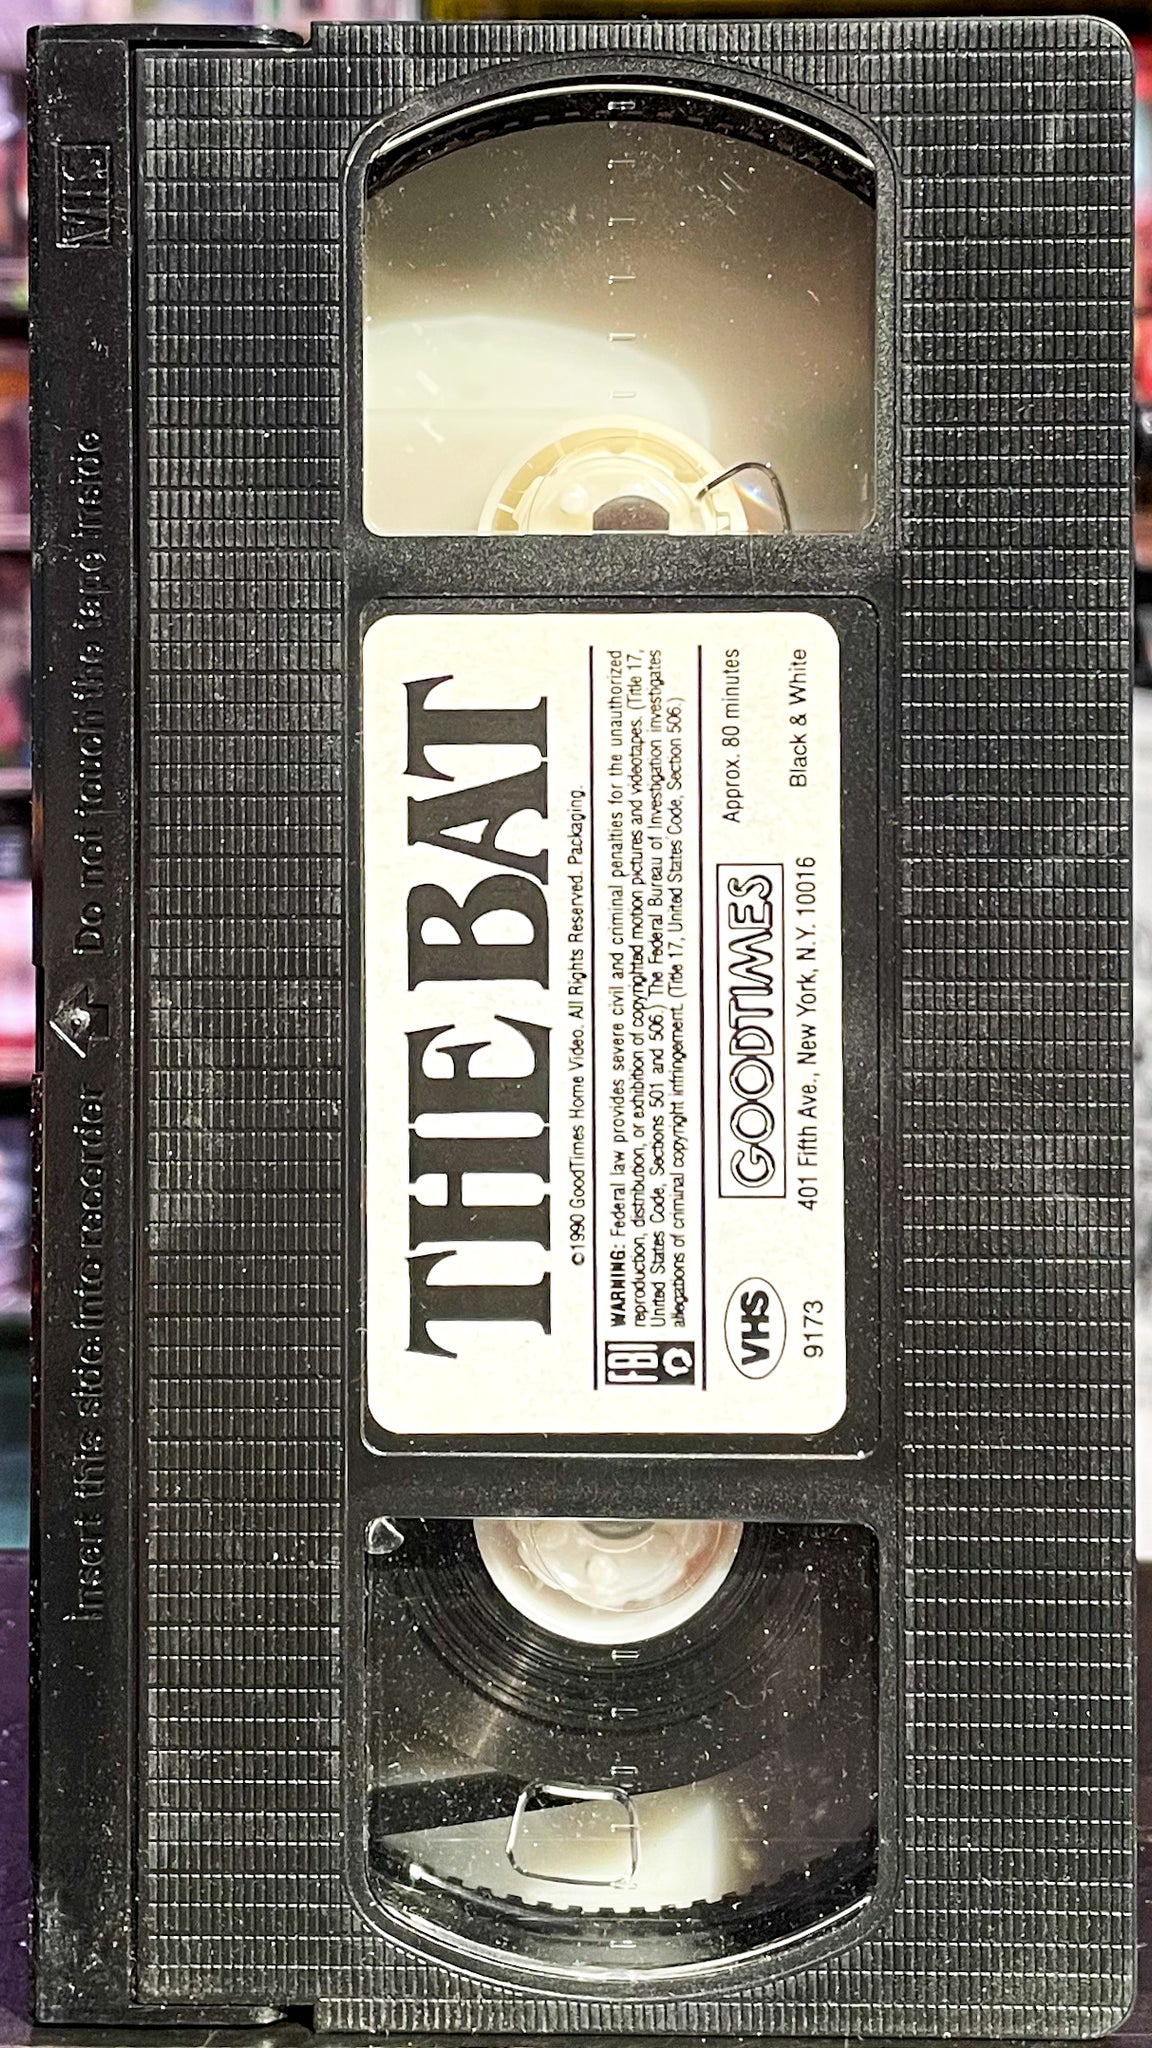 VHS
Insert this side into recorder
Do not touch the tape inside
THE BAT
©1990 GoodTimes Home Video. All Rights Reserved. Packaging.
FBI
WARNING: Federal law provides severe civil and criminal penalties for the unauthorized
reproduction, distribution, or exhibition of copyrighted motion pictures and videotapes. (Title 17,
United States Code, Sections 501 and 506.) The Federal Bureau of Investigation investigates
allegations of criminal copyright infringement. (Title 17, United States Code, Section 506.)
VHS
GOODTIMES
Approx. 80 minutes
9173
401 Fifth Ave., New York, N.Y. 10016
Black & White